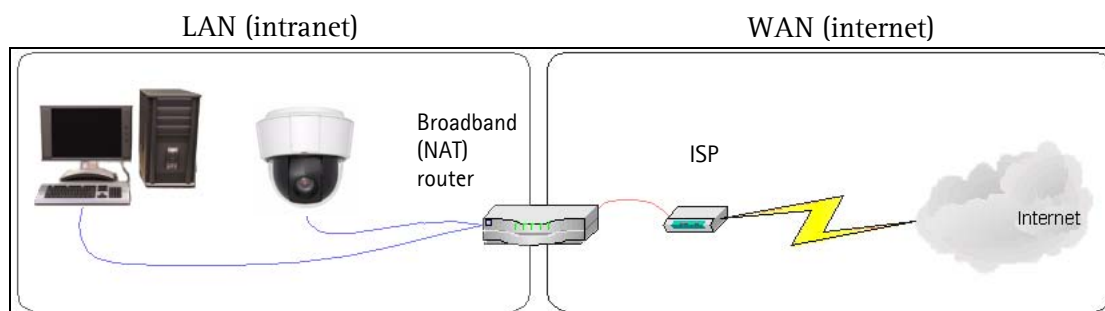 LAN (intranet)
WAN (internet)
Broadband
(NAT)
router
ISP
Internet